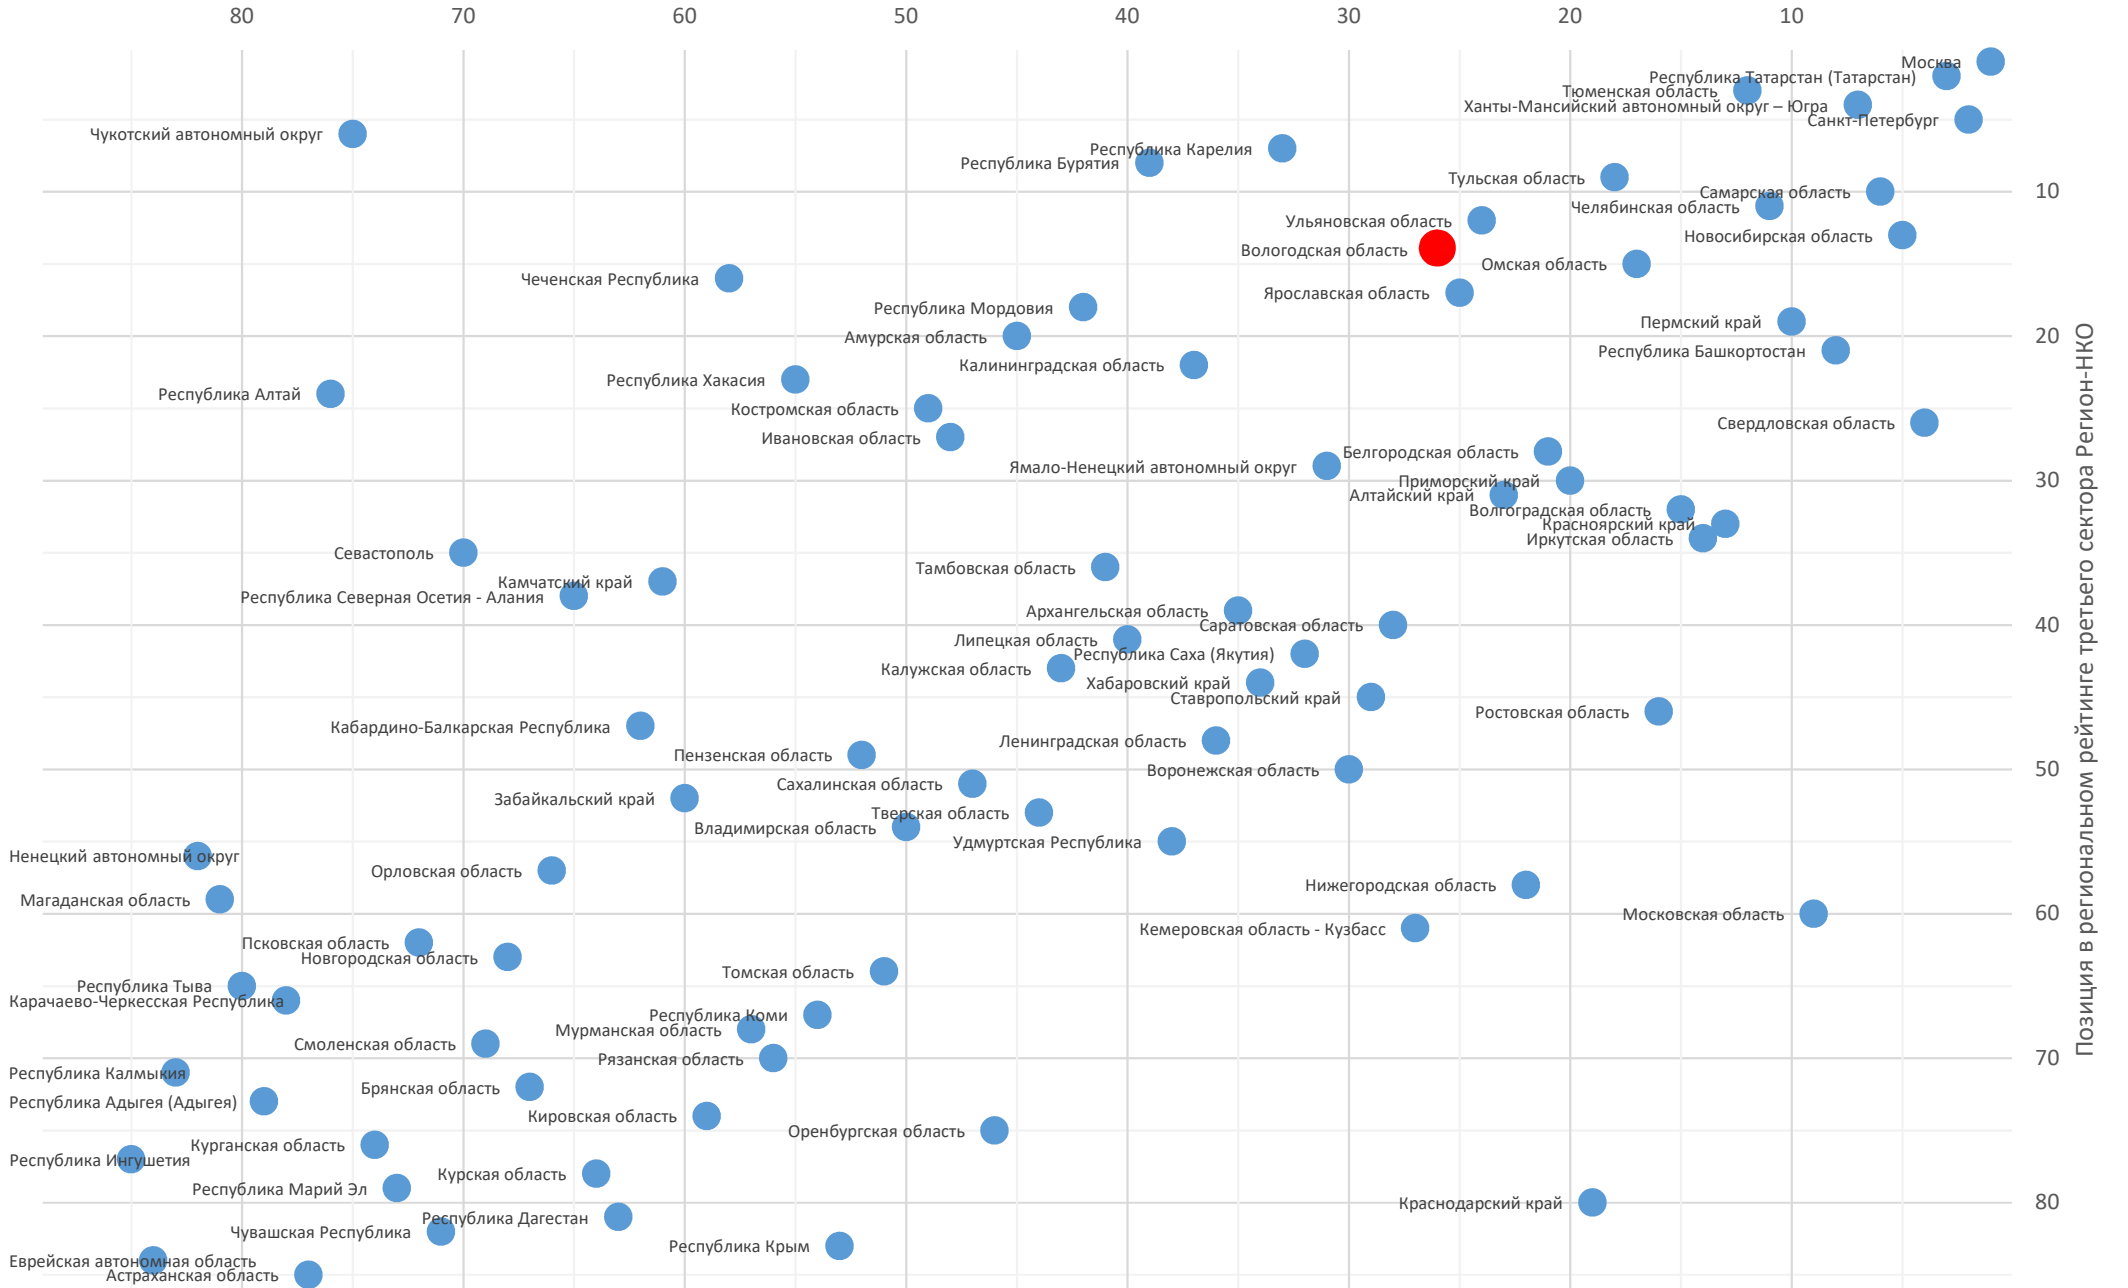 80 70 60 50 40 30 20 10
Москва
Республика Татарстан (Татарстан)
Тюменская область
Ханты-Мансийский автономный округ – Югра
Санкт-Петербург
Чукотский автономный округ
Республика Карелия
Республика Бурятия
Тульская область
Самарская область
10
Челябинская область
Ульяновская область
Новосибирская область
Вологодская область
Омская область
Чеченская Республика
Ярославская область
Республика Мордовия
Пермский край
Амурская область
20
Республика Башкортостан
Калининградская область
Республика Хакасия
Республика Алтай
Костромская область
Свердловская область
Ивановская область
Белгородская область
Ямало-Ненецкий автономный округ
Приморский край
30
Алтайский край
Волгоградская область
Красноярский край
Иркутская область
Севастополь
Тамбовская область
Камчатский край
Республика Северная Осетия - Алания
Архангельская область
Саратовская область
40
Липецкая область
Республика Саха (Якутия)
Калужская область
Хабаровский край
Ставропольский край
Ростовская область
Кабардино-Балкарская Республика
Ленинградская область
Пензенская область
Воронежская область
50
Сахалинская область
Забайкальский край
Тверская область
Владимирская область
Удмуртская Республика
Ненецкий автономный округ
Орловская область
Нижегородская область
Магаданская область
Московская область
60
Кемеровская область - Кузбасс
Псковская область
Новгородская область
Томская область
Республика Тыва
Карачаево-Черкесская Республика
Республика Коми
Мурманская область
Смоленская область
Рязанская область
70
Республика Калмыкия
Брянская область
Республика Адыгея (Адыгея)
Кировская область
Оренбургская область
Курганская область
Республика Ингушетия
Курская область
Республика Марий Эл
Краснодарский край
80
Республика Дагестан
Чувашская Республика
Республика Крым
Еврейская автономная область
Астраханская область
Позиция в региональном рейтинге третьего сектора Регион-НКО